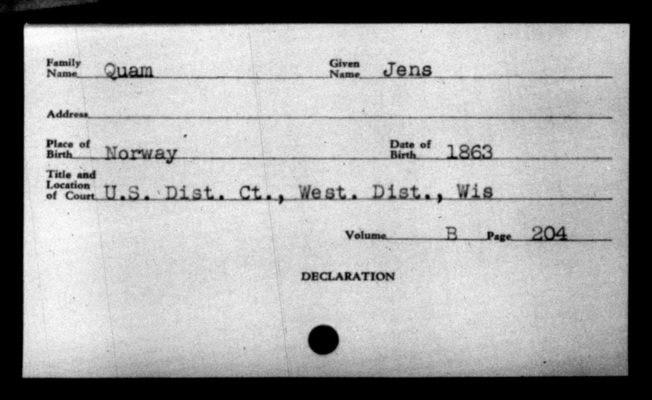 Family Name Quam Given Name Jens
Address
Place of Birth Norway Date of Birth 1863
Title and Location of Court U.S. Dist. Ct., West. Dist., Wis
Volume B Page 204
DECLARATION